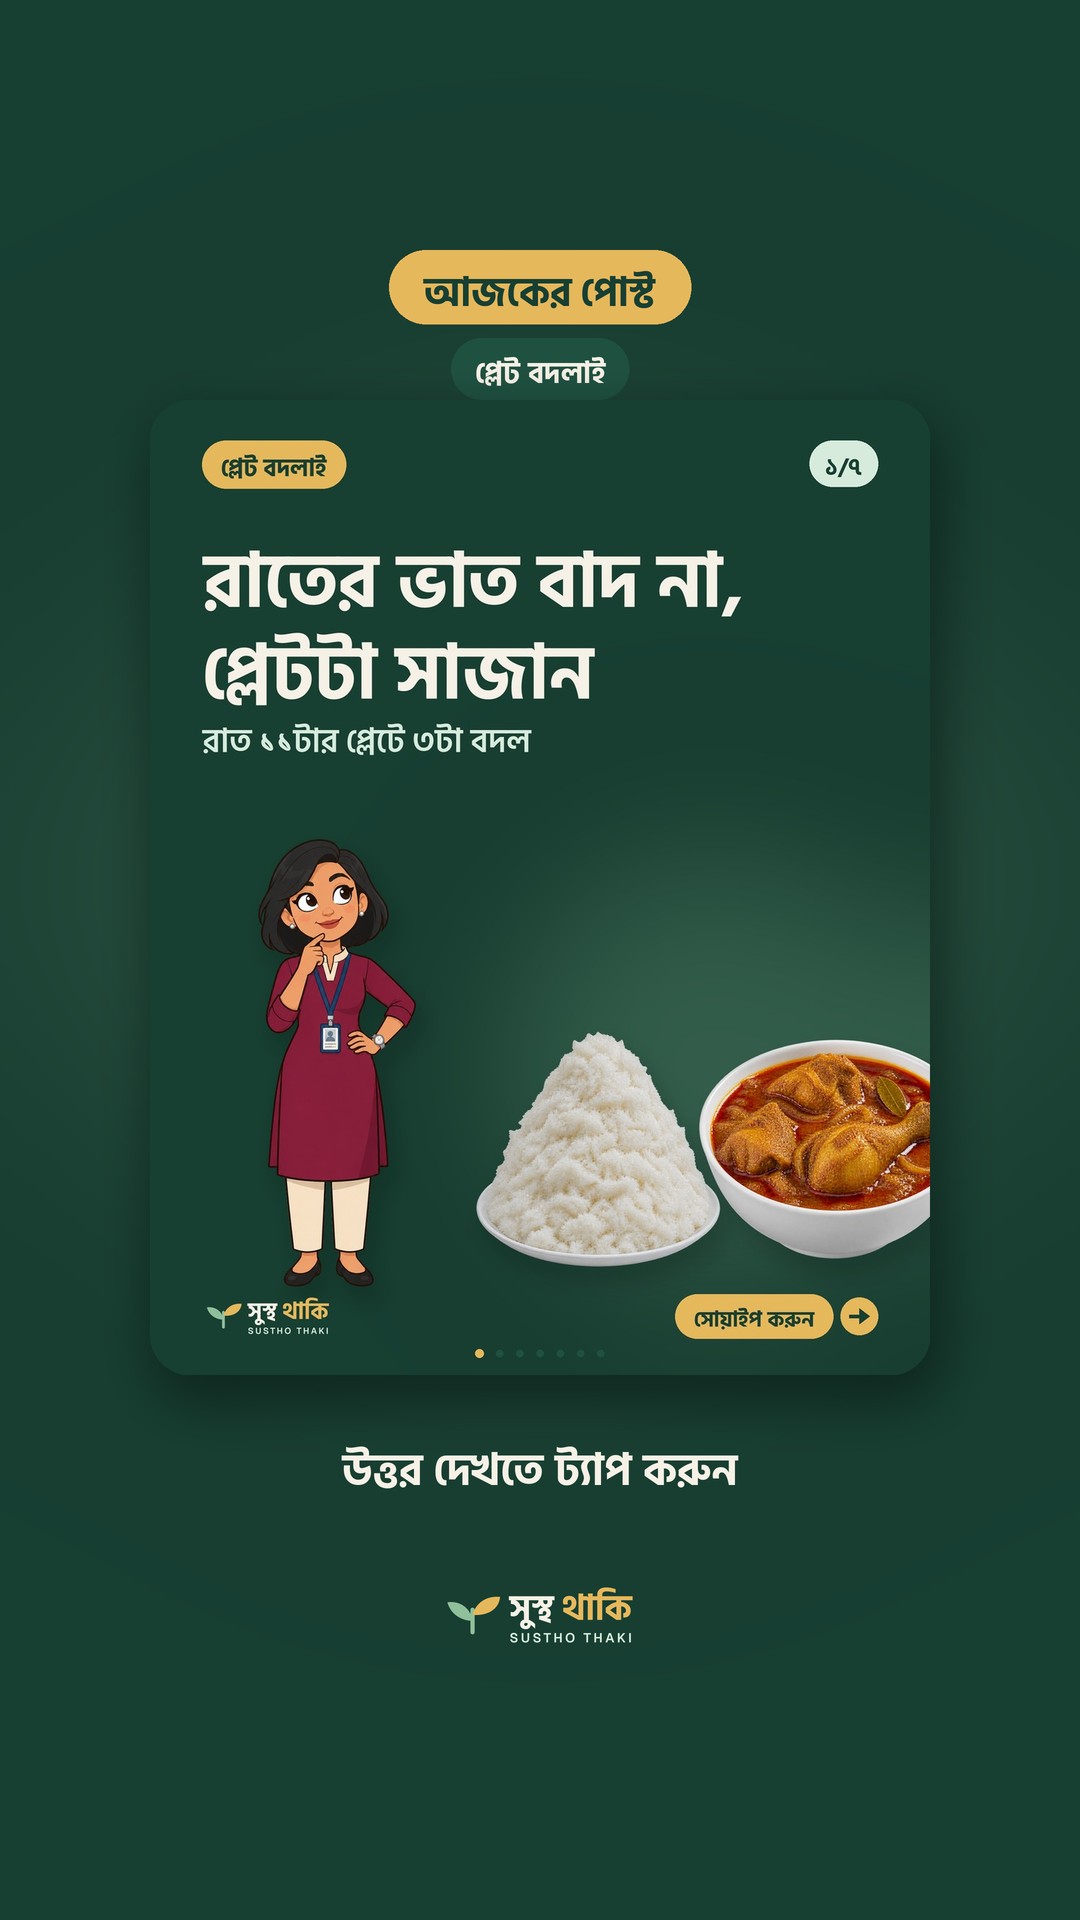 আজকের পোস্ট
প্লেট বদলাই
প্লেট বদলাই
১/৭
রাতের ভাত বাদ না,
প্লেটটা সাজান
রাত ১১টার প্লেটে ৩টা বদল
সুস্থ থাকি
SUSTHO THAKI
সোয়াইপ করুন
উত্তর দেখতে ট্যাপ করুন
সুস্থ থাকি
SUSTHO THAKI